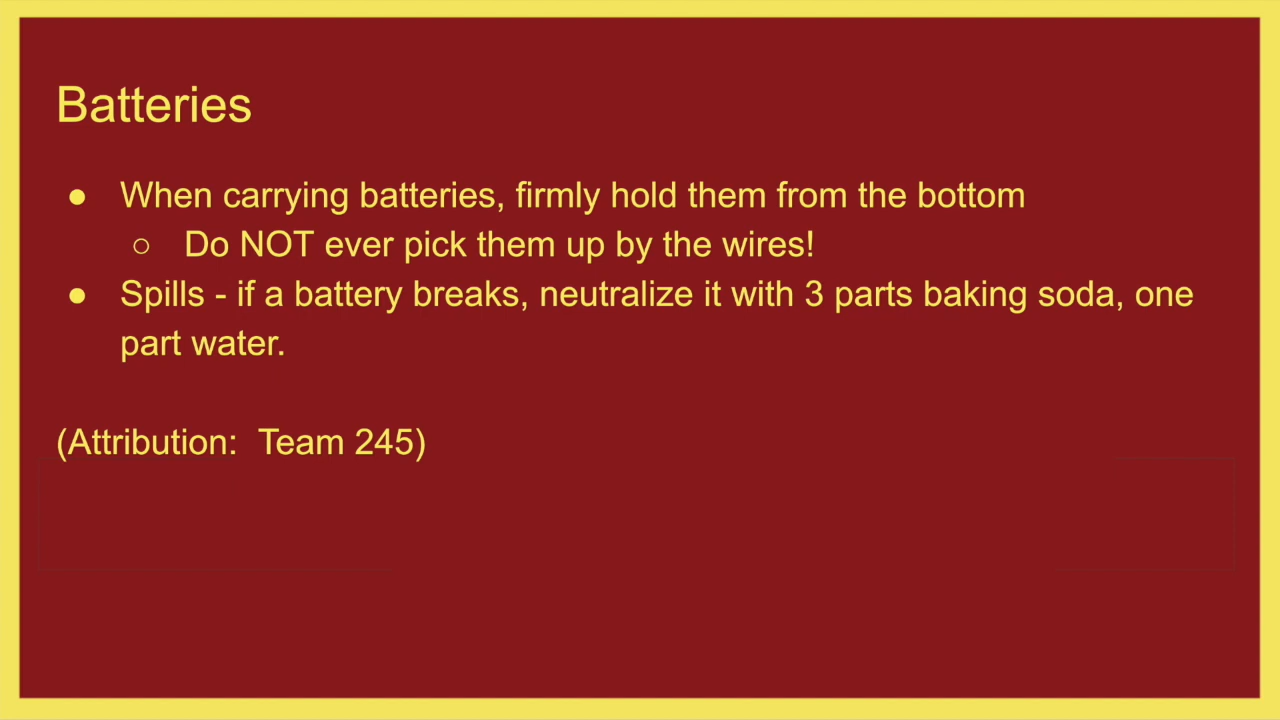 Batteries
● When carrying batteries, firmly hold them from the bottom
○ Do NOT ever pick them up by the wires!
● Spills - if a battery breaks, neutralize it with 3 parts baking soda, one
part water.
(Attribution:  Team 245)